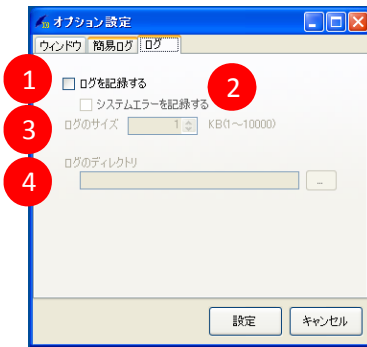 オプション設定
ウィンドウ 簡易ログ ログ
1 ログを記録する
2 システムエラーを記録する
3 ログのサイズ 1 KB(1～10000)
4 ログのディレクトリ
...
設定 キャンセル